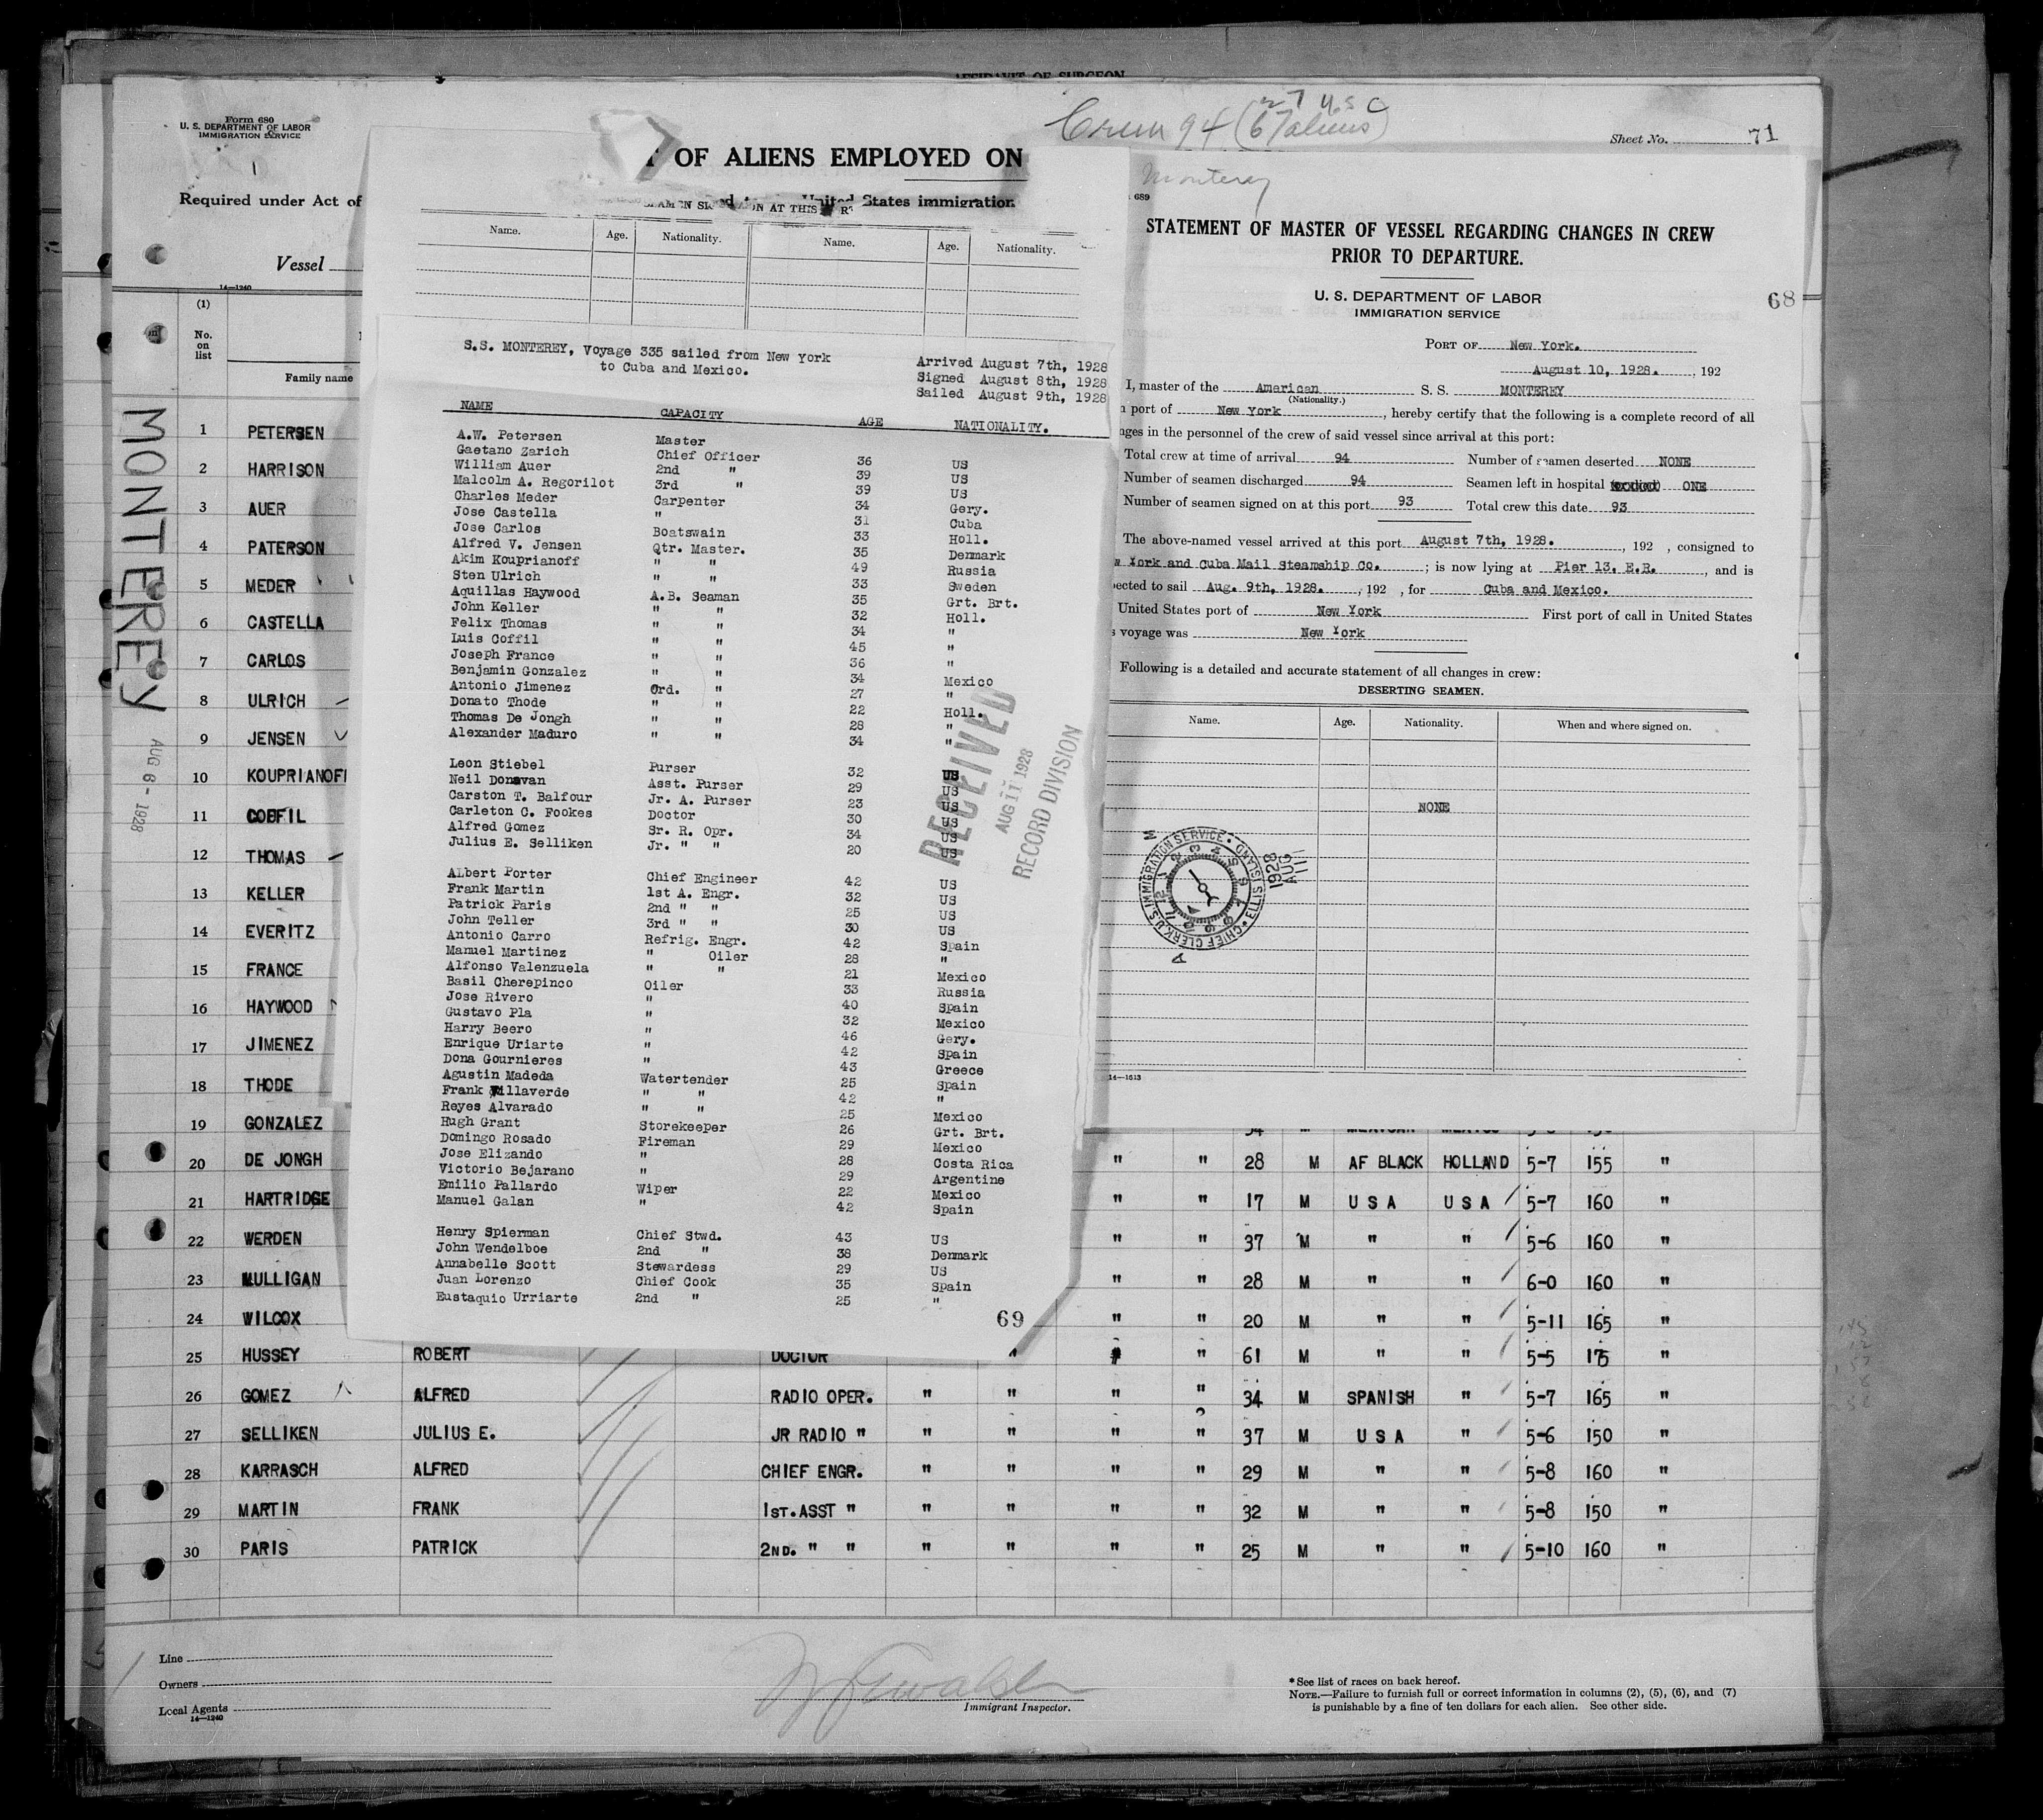 AFFIDAVIT OF SURGEON
Form 680
U. S. DEPARTMENT OF LABOR
IMMIGRATION SERVICE
1
27 U S C
Crew 94 (67 aliens)
Sheet No. 71
OF ALIENS EMPLOYED ON
Required under Act of
United States immigration
Vessel
14—1240
(1)
No. on list
Family name
MONTEREY
AUG 6 - 1928
1 PETERSEN
2 HARRISON
3 AUER
4 PATERSON
5 MEDER
6 CASTELLA
7 CARLOS
8 ULRICH
9 JENSEN
10 KOUPRIANOFF
11 COFFIL
12 THOMAS
13 KELLER
14 EVERITZ
15 FRANCE
16 HAYWOOD
17 JIMENEZ
18 THODE
19 GONZALEZ
20 DE JONGH " " 28 M AF BLACK HOLLAND 5-7 155 "
21 HARTRIDGE " " 17 M U S A U S A 5-7 160 "
22 WERDEN " " 37 M " " 5-6 160 "
23 MULLIGAN " " 28 M " " 6-0 160 "
24 WILCOX " " 20 M " " 5-11 165 "
25 HUSSEY ROBERT DOCTOR " " " 61 M " " 5-5 175 "
26 GOMEZ ALFRED RADIO OPER. " " " " 34 M SPANISH " 5-7 165 "
27 SELLIKEN JULIUS E. JR RADIO " " " " " 37 M U S A " 5-6 150 "
28 KARRASCH ALFRED CHIEF ENGR. " " " " 29 M " " 5-8 160 "
29 MARTIN FRANK 1ST.ASST " " " " " 32 M " " 5-8 150 "
30 PARIS PATRICK 2ND. " " " " " " 25 M " " 5-10 160 "
Line
Owners
Local Agents
14—1240
Immigrant Inspector.
* See list of races on back hereof.
NOTE.—Failure to furnish full or correct information in columns (2), (5), (6), and (7)
is punishable by a fine of ten dollars for each alien. See other side.
ON AT THIS
Name. Age. Nationality. Name. Age. Nationality.
S.S. MONTEREY, Voyage 335 sailed from New York
to Cuba and Mexico.
Arrived August 7th, 1928
Signed August 8th, 1928
Sailed August 9th, 1928
NAME CAPACITY AGE NATIONALITY.
A.W. Petersen Master 36 US
Gaetano Zarich Chief Officer 39 US
William Auer 2nd " 39 US
Malcolm A. Regorilot 3rd " 34 Gery.
Charles Meder Carpenter 31 Cuba
Jose Castella " 33 Holl.
Jose Carlos Boatswain 35 Denmark
Alfred V. Jensen Qtr. Master. 49 Russia
Akim Kouprianoff " " 33 Sweden
Sten Ulrich " " 35 Grt. Brt.
Aquillas Haywood A.B. Seaman 32 Holl.
John Keller " " 34 "
Felix Thomas " " 45 "
Luis Coffil " " 36 "
Joseph France " " 34 Mexico
Benjamin Gonzalez " " 27 "
Antonio Jimenez Ord. " 22 Holl.
Donato Thode " " 28 "
Thomas De Jongh " " 34 "
Alexander Maduro " "
Leon Stiebel Purser 32 US
Neil Donavan Asst. Purser 29 US
Carston T. Balfour Jr. A. Purser 23 US
Carleton C. Fookes Doctor 30 US
Alfred Gomez Sr. R. Opr. 34 US
Julius E. Selliken Jr. " " 20 US
Albert Porter Chief Engineer 42 US
Frank Martin 1st A. Engr. 32 US
Patrick Paris 2nd " " 25 US
John Teller 3rd " " 30 US
Antonio Carro Refrig. Engr. 42 Spain
Manuel Martinez " Oiler 28 "
Alfonso Valenzuela " " 21 Mexico
Basil Cherepinco Oiler 33 Russia
Jose Rivero " 40 Spain
Gustavo Pla " 32 Mexico
Harry Beero " 46 Gery.
Enrique Uriarte " 42 Spain
Dona Gournieres " 43 Greece
Agustin Madeda Watertender 25 Spain
Frank Villaverde " " 42 "
Reyes Alvarado " " 25 Mexico
Hugh Grant Storekeeper 26 Grt. Brt.
Domingo Rosado Fireman 29 Mexico
Jose Elizando " 28 Costa Rica
Victorio Bejarano " 29 Argentine
Emilio Pallardo Wiper 22 Mexico
Manuel Galan " 42 Spain
Henry Spierman Chief Stwd. 43 US
John Wendelboe 2nd " 38 Denmark
Annabelle Scott Stewardess 29 US
Juan Lorenzo Chief Cook 35 Spain
Eustaquio Urriarte 2nd " 25 "
69
RECEIVED
AUG 11 1928
RECORD DIVISION
Monterey
689
STATEMENT OF MASTER OF VESSEL REGARDING CHANGES IN CREW
PRIOR TO DEPARTURE.
U. S. DEPARTMENT OF LABOR
IMMIGRATION SERVICE
68
PORT OF New York.
August 10, 1928. , 192
I, master of the American S. S. MONTEREY
(Nationality.)
port of New York , hereby certify that the following is a complete record of all
nges in the personnel of the crew of said vessel since arrival at this port:
Total crew at time of arrival 94 Number of seamen deserted NONE
Number of seamen discharged 94 Seamen left in hospital ONE
Number of seamen signed on at this port 93 Total crew this date 93
The above-named vessel arrived at this port August 7th, 1928. , 192 , consigned to
w York and Cuba Mail Steamship Co. ; is now lying at Pier 13. E.R. , and is
ected to sail Aug. 9th, 1928. , 192 , for Cuba and Mexico.
United States port of New York First port of call in United States
s voyage was New York
Following is a detailed and accurate statement of all changes in crew:
DESERTING SEAMEN.
Name. Age. Nationality. When and where signed on.
NONE
U.S. IMMIGRATION SERVICE • ELLIS ISLAND • CHIEF CLERK
AUG 11 1928
14—1513